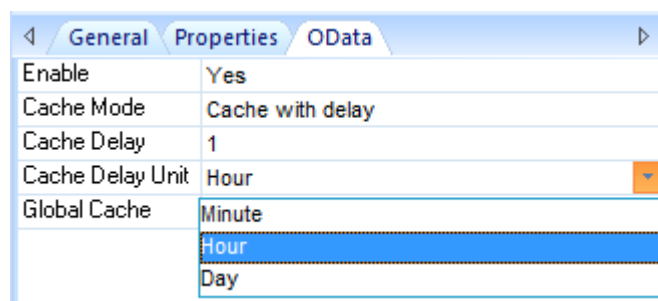 General Properties OData
Enable Yes
Cache Mode Cache with delay
Cache Delay 1
Cache Delay Unit Hour
Global Cache Minute
Hour
Day